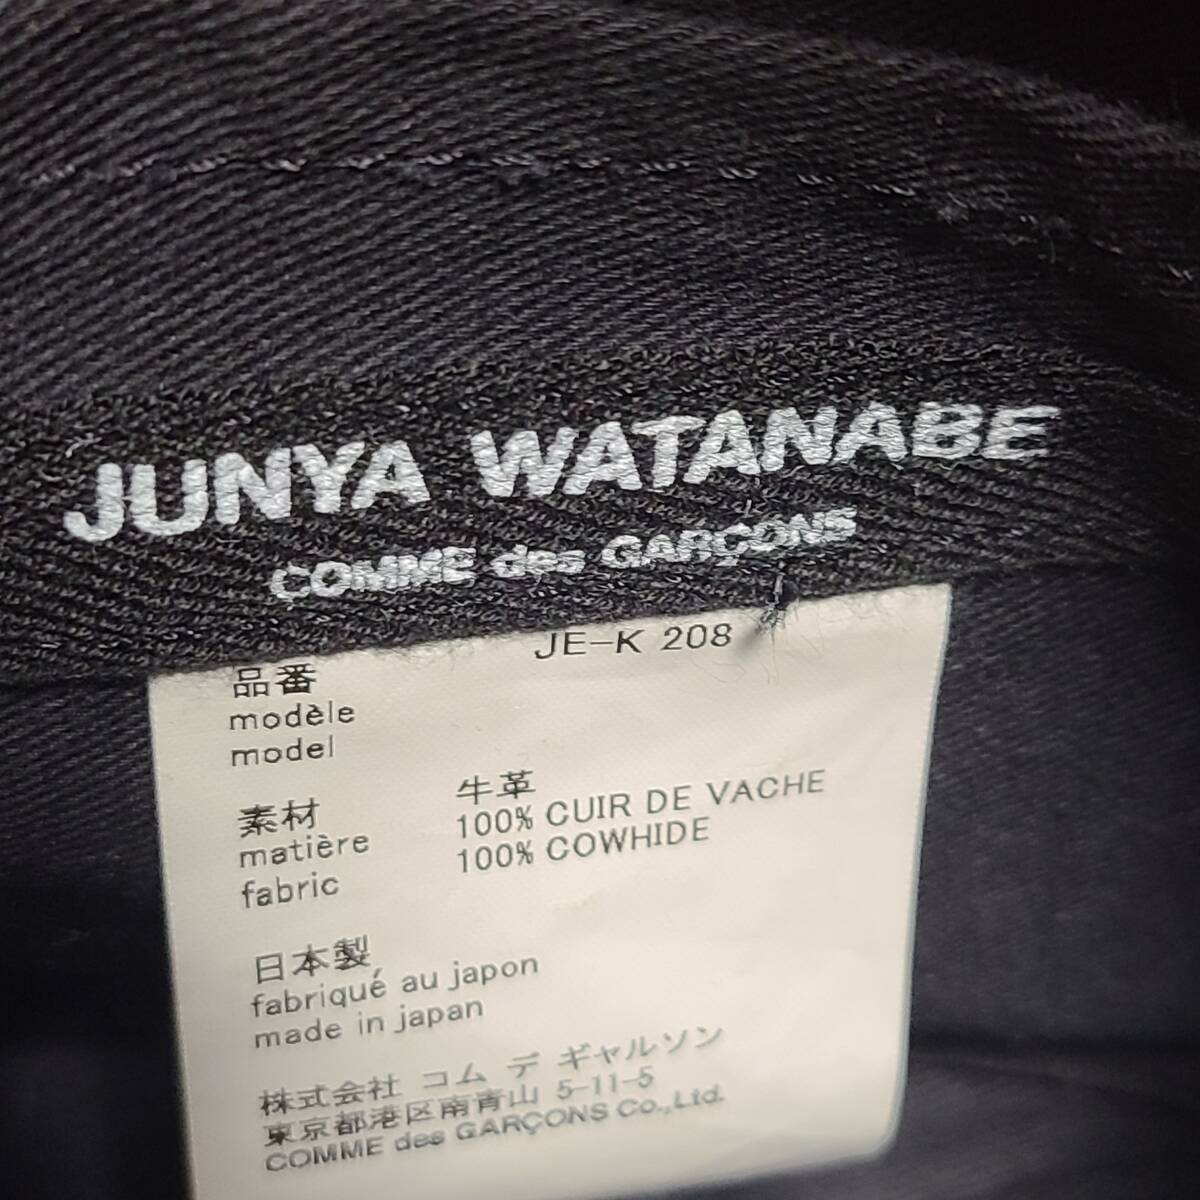 JUNYA WATANABE
COMME des GARÇONS
JE-K 208
品番
modèle
model
素材
matière
fabric
牛革
100% CUIR DE VACHE
100% COWHIDE
日本製
fabriqué au japon
made in japan
株式会社 コム デ ギャルソン
東京都港区南青山 5-11-5
COMME des GARÇONS Co.,Ltd.